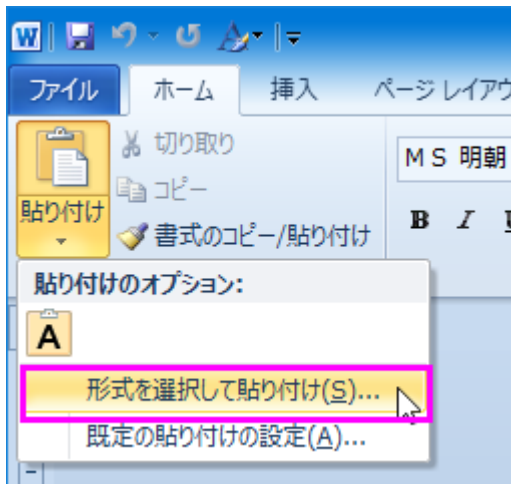 W
ファイル ホーム 挿入 ページ レイアウ
切り取り
コピー
貼り付け
書式のコピー/貼り付け
MS 明朝
B I U
貼り付けのオプション:
A
形式を選択して貼り付け(S)...
既定の貼り付けの設定(A)...